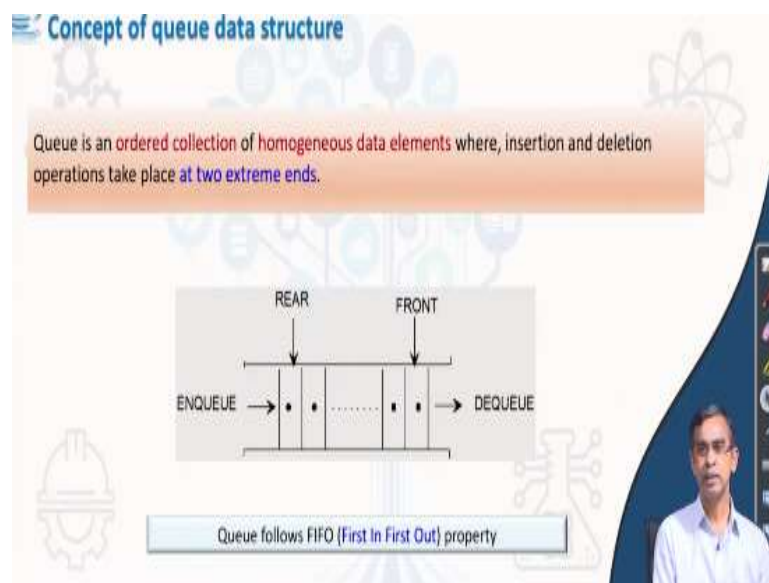 Concept of queue data structure
Queue is an ordered collection of homogeneous data elements where, insertion and deletion
operations take place at two extreme ends.
REAR
FRONT
ENQUEUE
DEQUEUE
Queue follows FIFO (First In First Out) property